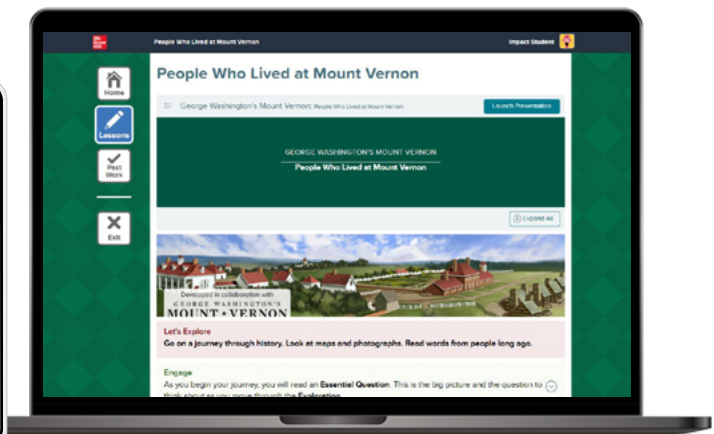 Mc
Graw
Hill
People Who Lived at Mount Vernon
Impact Student
Home
Lessons
Past
Work
Exit
People Who Lived at Mount Vernon
George Washington's Mount Vernon: People Who Lived at Mount Vernon
Launch Presentation
GEORGE WASHINGTON'S MOUNT VERNON
People Who Lived at Mount Vernon
Expand All
Developed in collaboration with
GEORGE WASHINGTON'S
MOUNT ★ VERNON
Let's Explore
Go on a journey through history. Look at maps and photographs. Read words from people long ago.
Engage
As you begin your journey, you will read an Essential Question. This is the big picture and the question to
think about as you move through the Exploration.